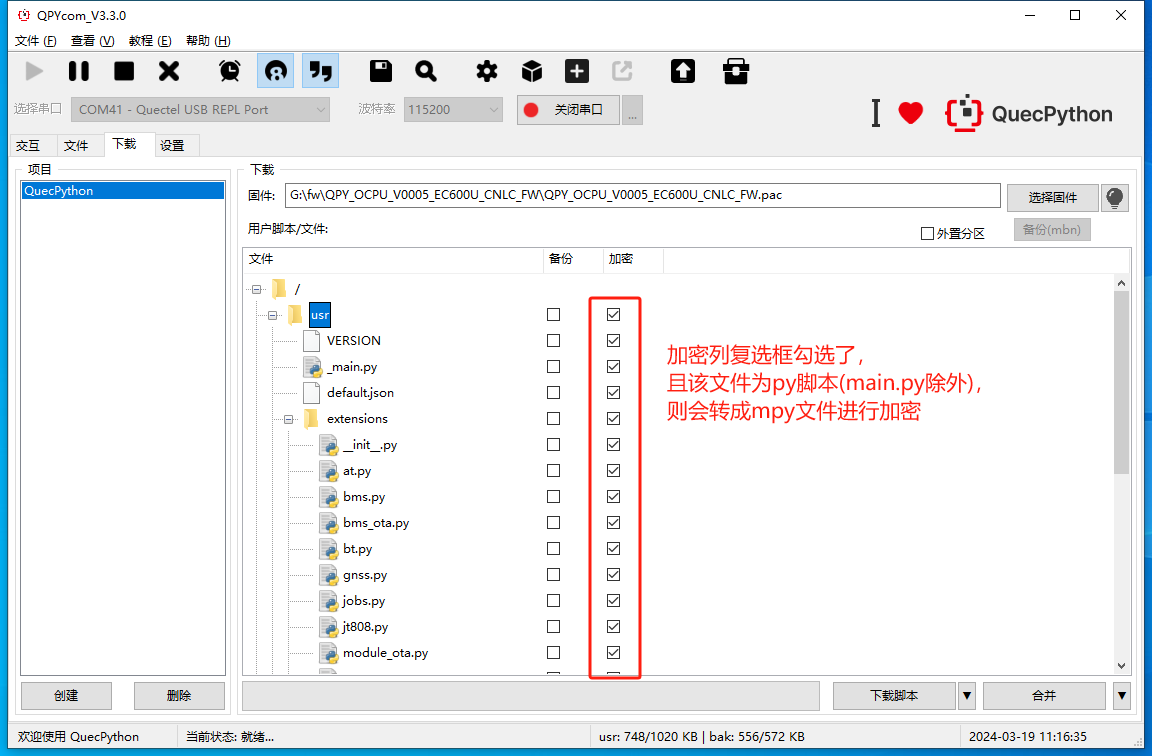 QPYcom_V3.3.0
文件 (F) 查看 (V) 教程 (E) 帮助 (H)
选择串口 COM41 - Quectel USB REPL Port 波特率 115200 关闭串口 ...
I QuecPython
交互 文件 下载 设置
项目
QuecPython
下载
固件: G:\fw\QPY_OCPU_V0005_EC600U_CNLC_FW\QPY_OCPU_V0005_EC600U_CNLC_FW.pac 选择固件
用户脚本/文件: 外置分区 备份(mbn)
文件 备份 加密
/
usr
VERSION
_main.py
default.json
extensions
__init__.py
at.py
bms.py
bms_ota.py
bt.py
gnss.py
jobs.py
jt808.py
module_ota.py
加密列复选框勾选了，
且该文件为py脚本(main.py除外)，
则会转成mpy文件进行加密
创建 删除 下载脚本 合并
欢迎使用 QuecPython 当前状态: 就绪... usr: 748/1020 KB | bak: 556/572 KB 2024-03-19 11:16:35